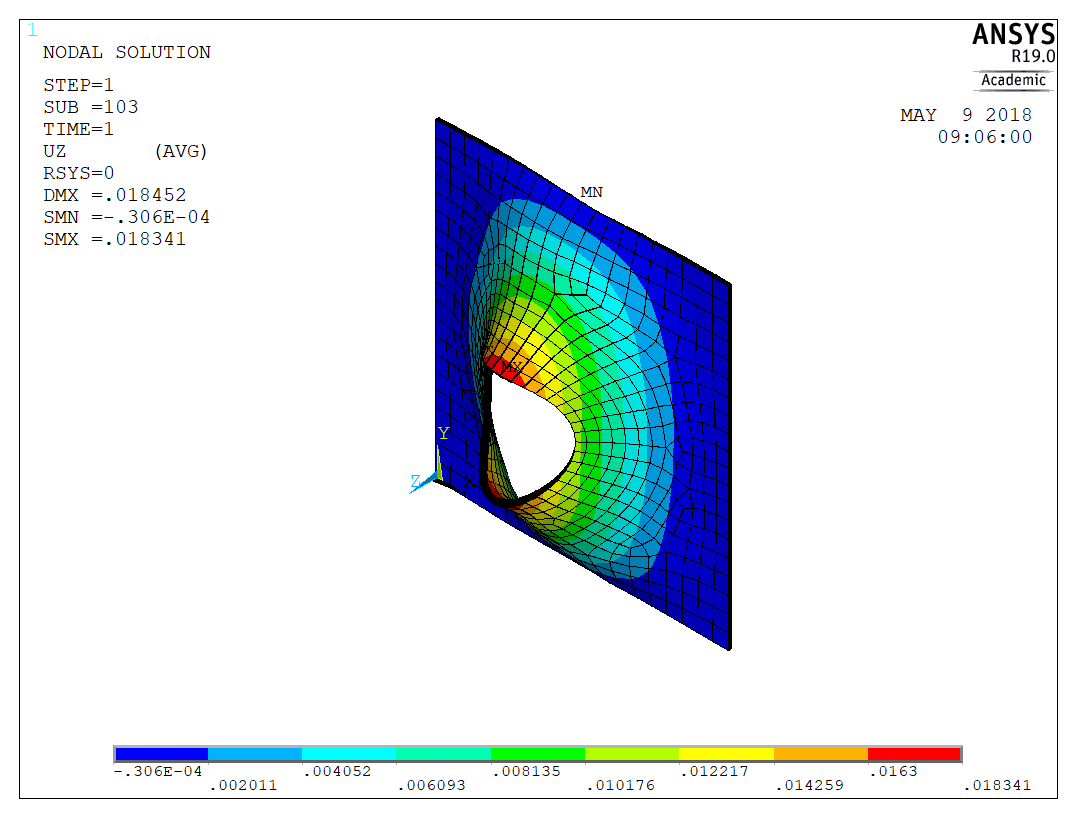 1
NODAL SOLUTION
STEP=1
SUB =103
TIME=1
UZ (AVG)
RSYS=0
DMX =.018452
SMN =-.306E-04
SMX =.018341
ANSYS
R19.0
Academic
MAY 9 2018
09:06:00
MN
MX
Y
Z
X
-.306E-04
.002011
.004052
.006093
.008135
.010176
.012217
.014259
.0163
.018341